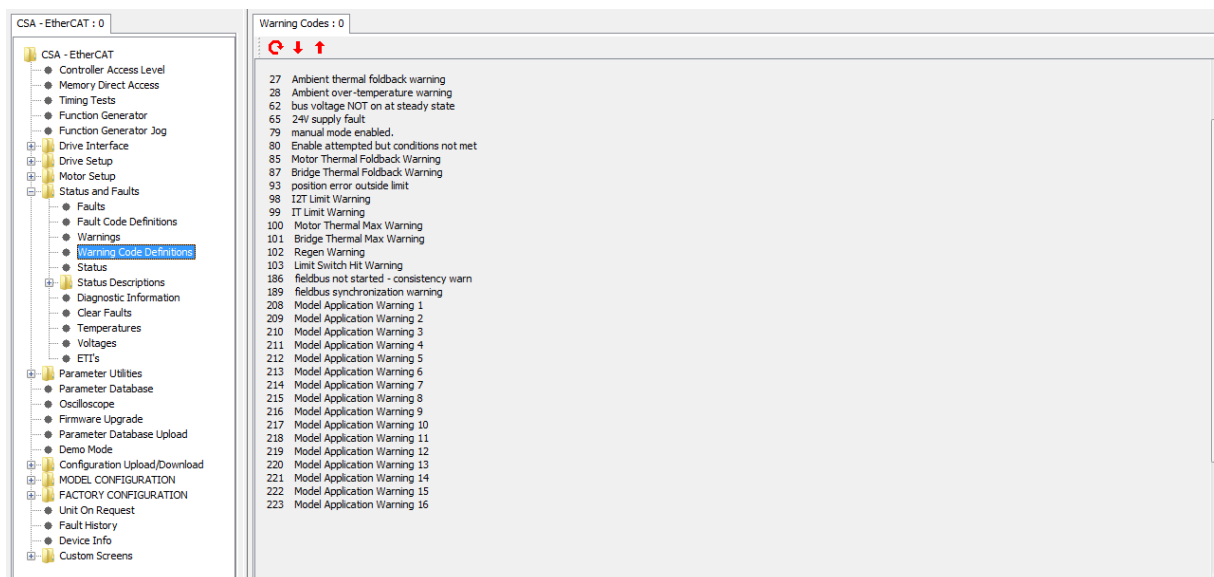 CSA - EtherCAT : 0
CSA - EtherCAT
Controller Access Level
Memory Direct Access
Timing Tests
Function Generator
Function Generator Jog
Drive Interface
Drive Setup
Motor Setup
Status and Faults
Faults
Fault Code Definitions
Warnings
Warning Code Definitions
Status
Status Descriptions
Diagnostic Information
Clear Faults
Temperatures
Voltages
ETI's
Parameter Utilities
Parameter Database
Oscilloscope
Firmware Upgrade
Parameter Database Upload
Demo Mode
Configuration Upload/Download
MODEL CONFIGURATION
FACTORY CONFIGURATION
Unit On Request
Fault History
Device Info
Custom Screens
Warning Codes : 0
27 Ambient thermal foldback warning
28 Ambient over-temperature warning
62 bus voltage NOT on at steady state
65 24V supply fault
79 manual mode enabled.
80 Enable attempted but conditions not met
85 Motor Thermal Foldback Warning
87 Bridge Thermal Foldback Warning
93 position error outside limit
98 I2T Limit Warning
99 IT Limit Warning
100 Motor Thermal Max Warning
101 Bridge Thermal Max Warning
102 Regen Warning
103 Limit Switch Hit Warning
186 fieldbus not started - consistency warn
189 fieldbus synchronization warning
208 Model Application Warning 1
209 Model Application Warning 2
210 Model Application Warning 3
211 Model Application Warning 4
212 Model Application Warning 5
213 Model Application Warning 6
214 Model Application Warning 7
215 Model Application Warning 8
216 Model Application Warning 9
217 Model Application Warning 10
218 Model Application Warning 11
219 Model Application Warning 12
220 Model Application Warning 13
221 Model Application Warning 14
222 Model Application Warning 15
223 Model Application Warning 16